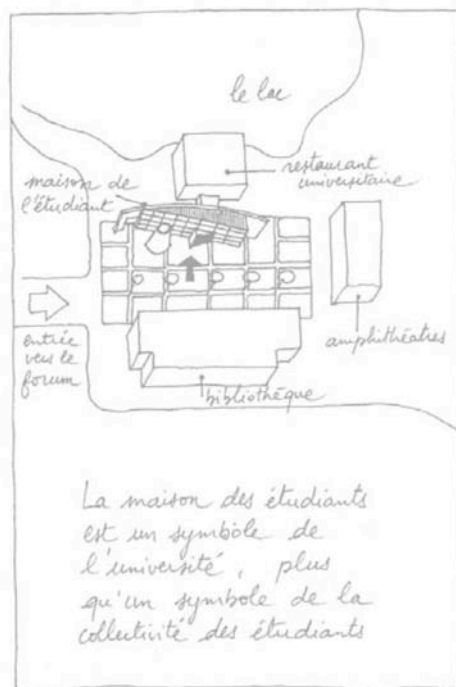 le lac
restaurant
universitaire
maison de
l'étudiant
entrée
vers le
forum
amphithéatres
bibliothéque
La maison des étudiants
est un symbole de
l'université, plus
qu'un symbole de la
collectivité des étudiants